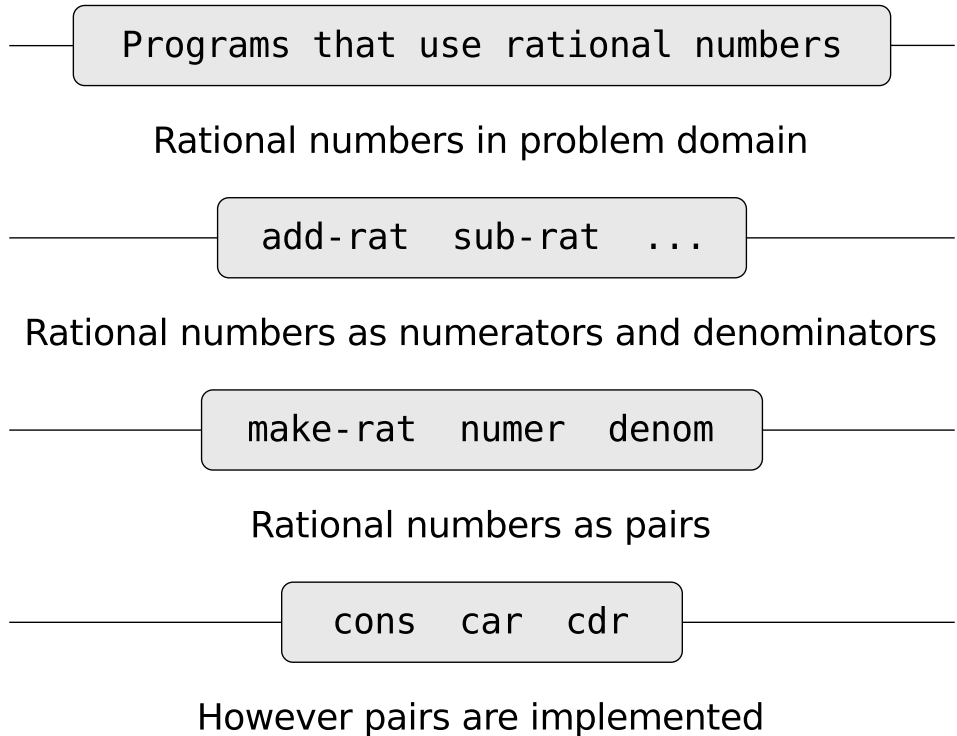 Programs that use rational numbers
Rational numbers in problem domain
add-rat sub-rat ...
Rational numbers as numerators and denominators
make-rat numer denom
Rational numbers as pairs
cons car cdr
However pairs are implemented